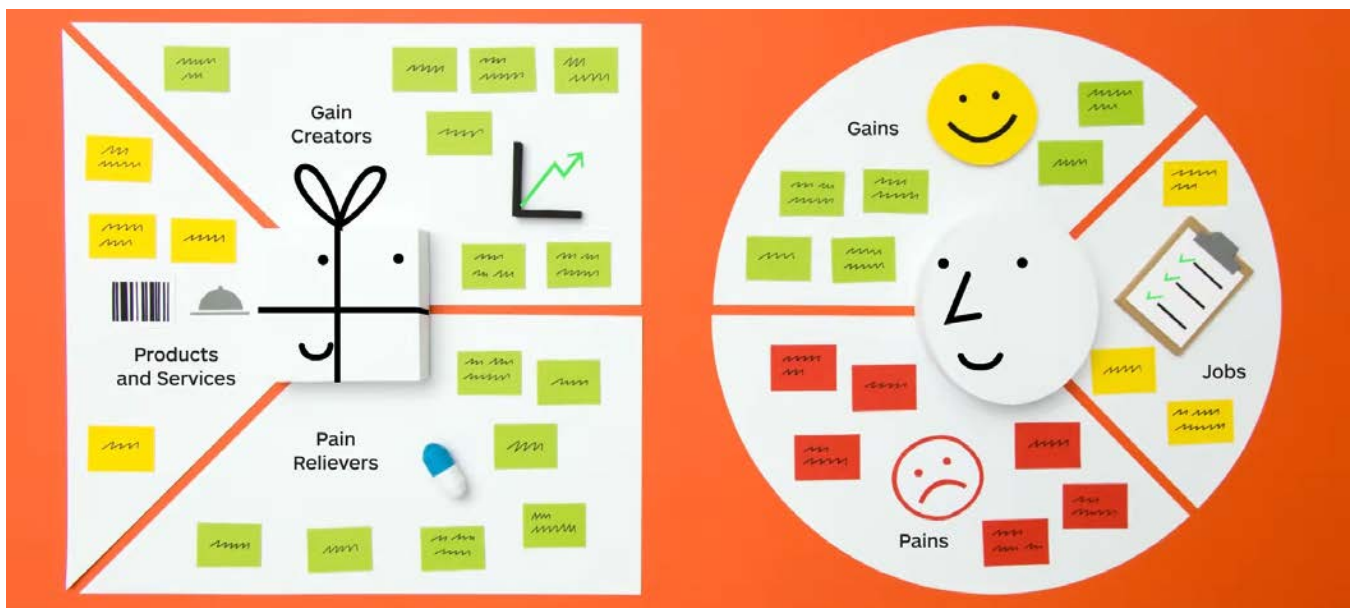 Gain
Creators
Products
and Services
Pain
Relievers
Gains
Jobs
Pains